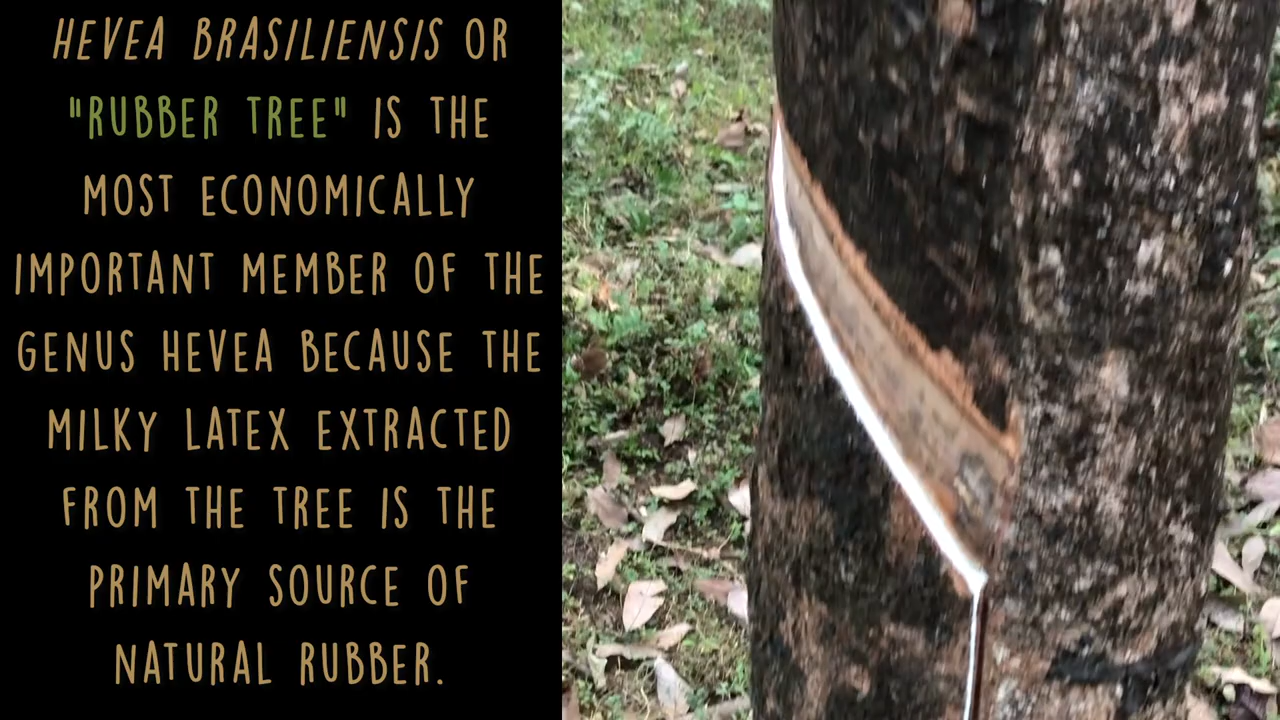 HEVEA BRASILIENSIS OR
"RUBBER TREE" IS THE
MOST ECONOMICALLY
IMPORTANT MEMBER OF THE
GENUS HEVEA BECAUSE THE
MILKY LATEX EXTRACTED
FROM THE TREE IS THE
PRIMARY SOURCE OF
NATURAL RUBBER.